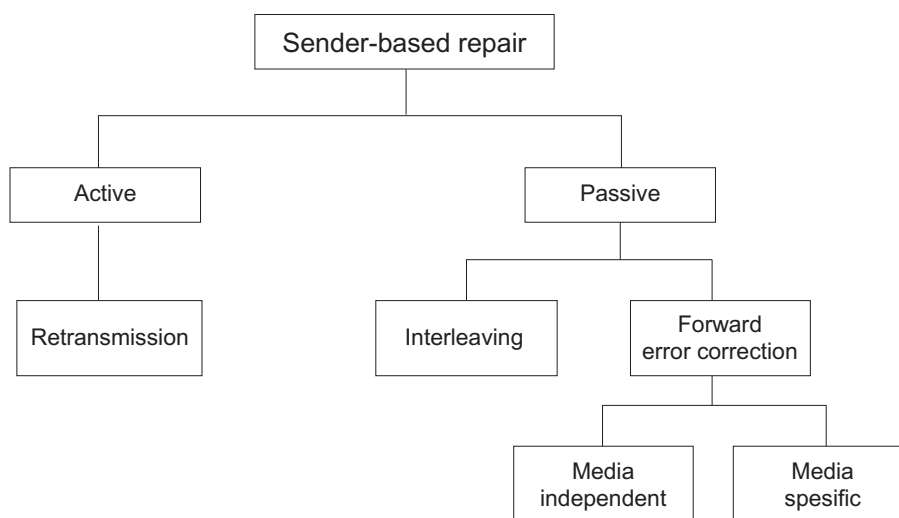 Sender-based repair
Active
Passive
Retransmission
Interleaving
Forward
error correction
Media
independent
Media
spesific